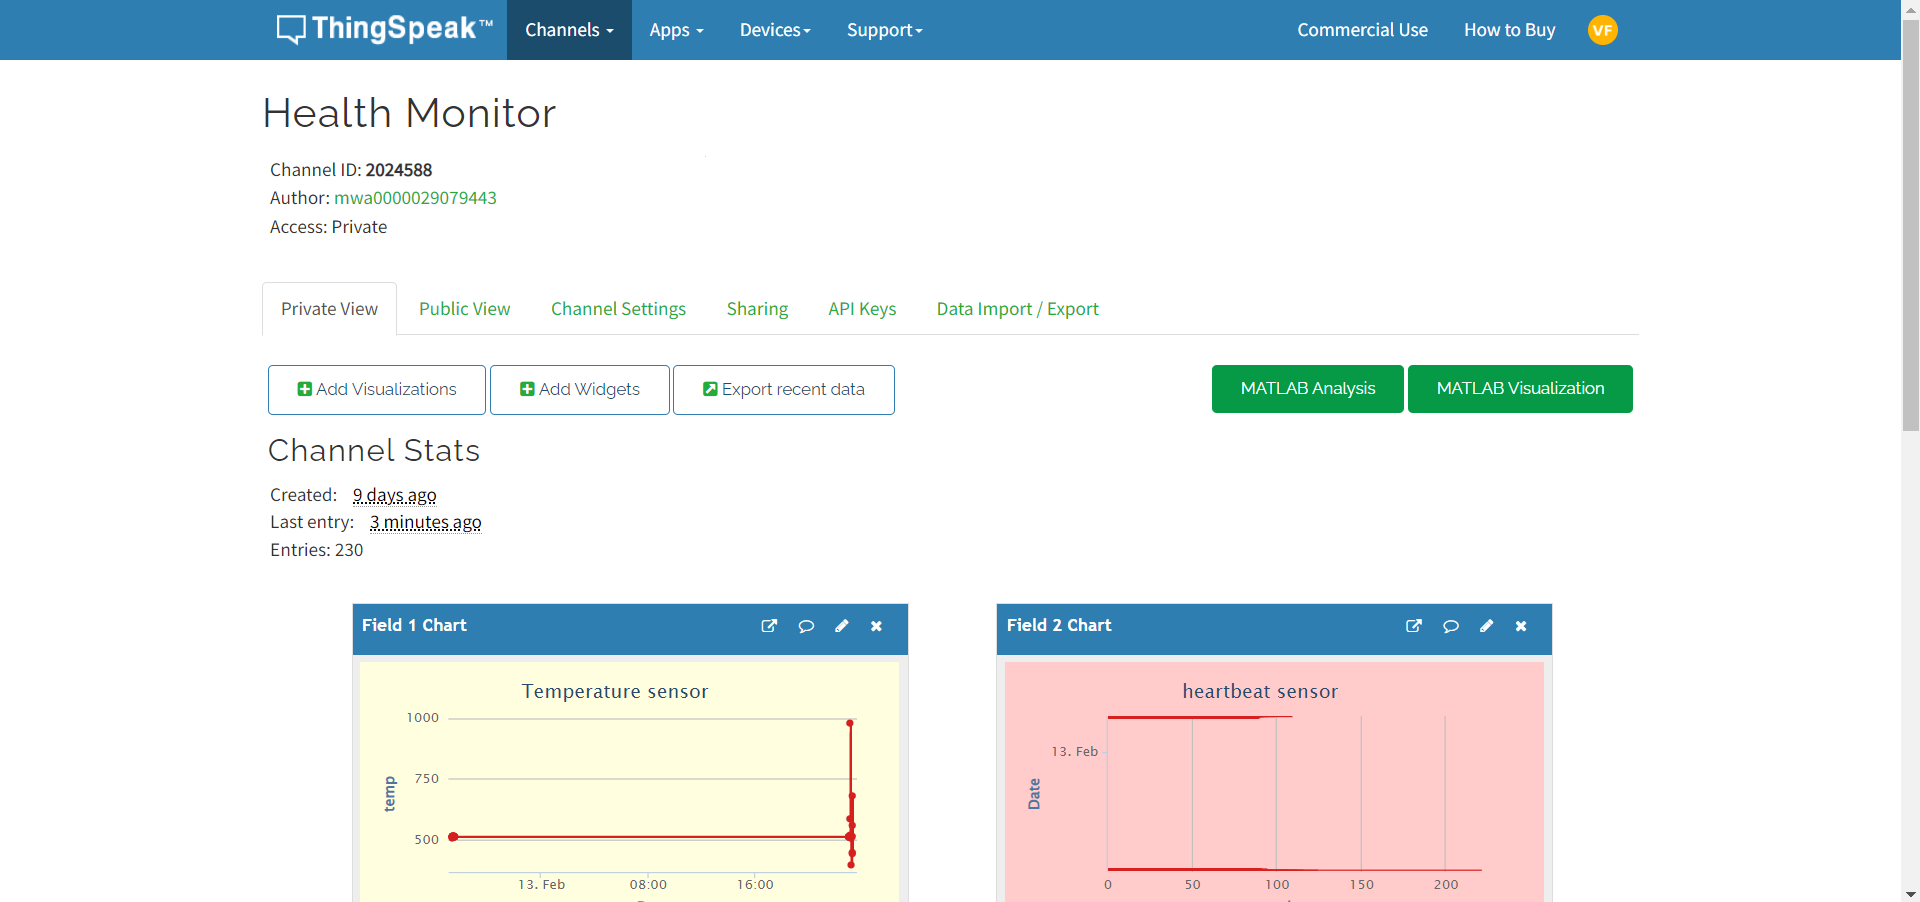 ThingSpeak™ Channels Apps Devices Support Commercial Use How to Buy VF
Health Monitor
Channel ID: 2024588
Author: mwa0000029079443
Access: Private
Private View Public View Channel Settings Sharing API Keys Data Import / Export
Add Visualizations Add Widgets Export recent data MATLAB Analysis MATLAB Visualization
Channel Stats
Created: 9 days ago
Last entry: 3 minutes ago
Entries: 230
Field 1 Chart
Temperature sensor
temp
1000
750
500
13. Feb 08:00 16:00
Field 2 Chart
heartbeat sensor
Date
13. Feb
0 50 100 150 200